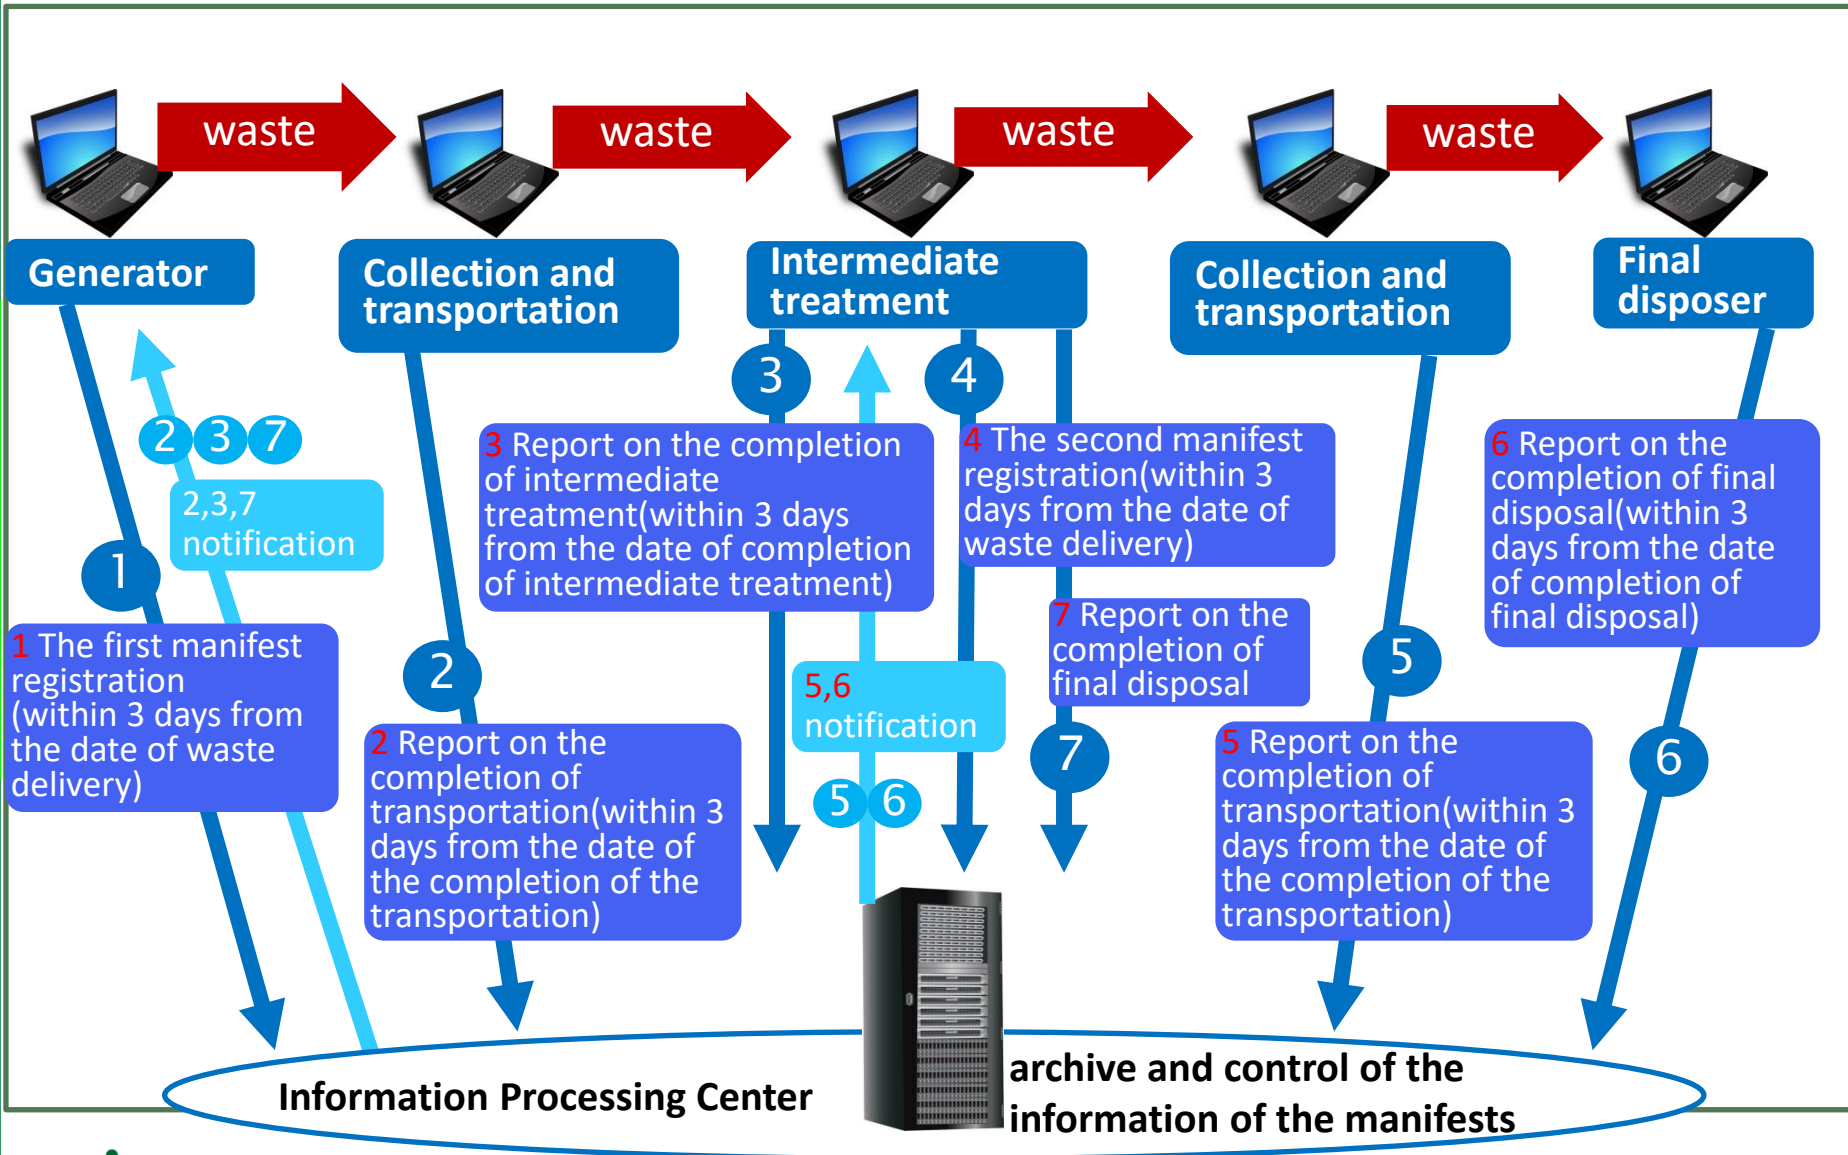 waste
waste
waste
waste
Generator
Collection and
transportation
Intermediate
treatment
Collection and
transportation
Final
disposer
1
2 3 7
2,3,7
notification
1 The first manifest
registration
(within 3 days from
the date of waste
delivery)
2
2 Report on the
completion of
transportation(within 3
days from the date of
the completion of the
transportation)
3
3 Report on the completion
of intermediate
treatment(within 3 days
from the date of completion
of intermediate treatment)
5,6
notification
5 6
4
4 The second manifest
registration(within 3
days from the date of
waste delivery)
7 Report on the
completion of
final disposal
7
5
5 Report on the
completion of
transportation(within 3
days from the date of
the completion of the
transportation)
6 Report on the
completion of final
disposal(within 3
days from the date
of completion of
final disposal)
6
Information Processing Center
archive and control of the
information of the manifests